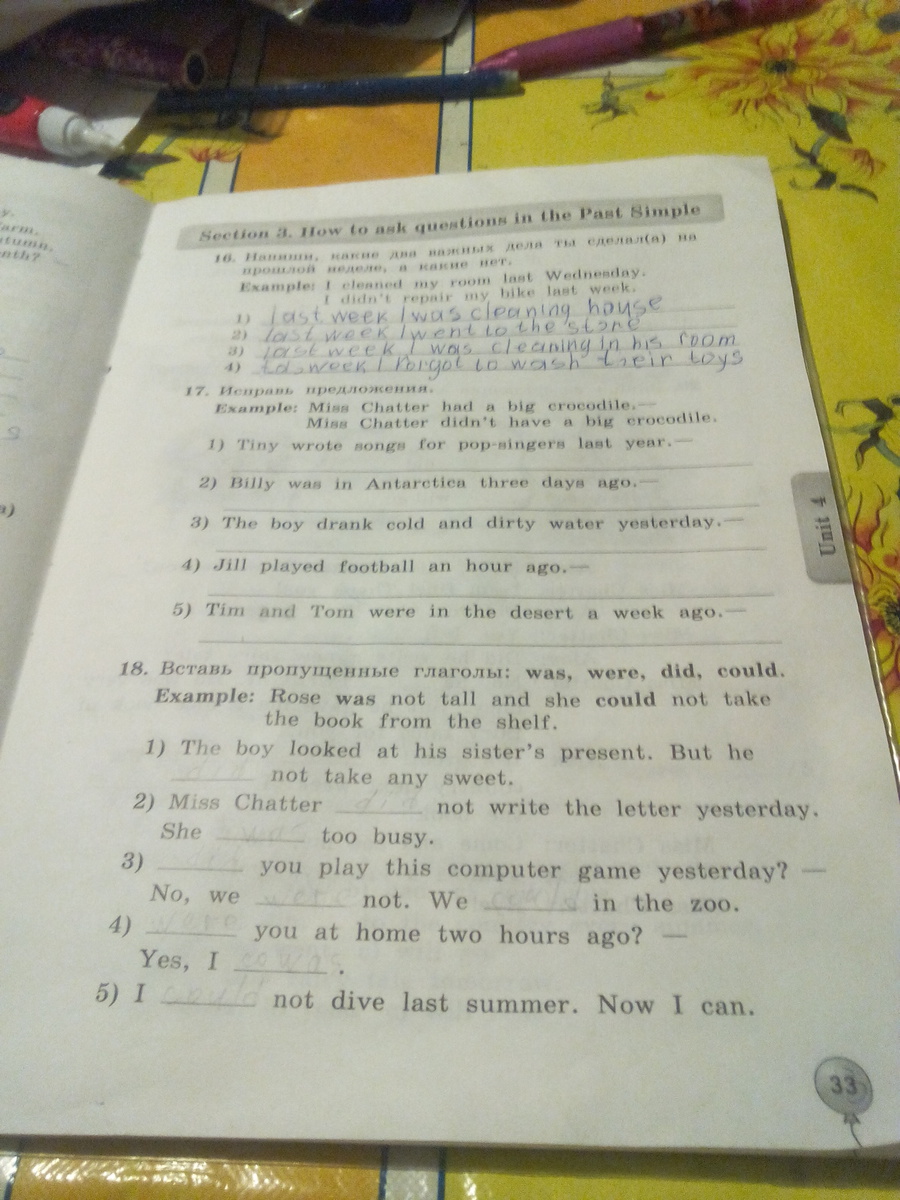 y.
arm.
tumn.
nth?
s
a)
Section 3. How to ask questions in the Past Simple
16. Напиши, какие два важных дела ты сделал(а) на
прошлой неделе, а какие нет.
Example: I cleaned my room last Wednesday.
I didn't repair my bike last week.
1) last week I was cleaning house
2) last week I went to the store
3) last week I was cleaning in his room
4) week I forgot to wash their toys
17. Исправь предложения.
Example: Miss Chatter had a big crocodile.—
Miss Chatter didn't have a big crocodile.
1) Tiny wrote songs for pop-singers last year.—
2) Billy was in Antarctica three days ago.—
3) The boy drank cold and dirty water yesterday.—
4) Jill played football an hour ago.—
5) Tim and Tom were in the desert a week ago.—
Unit 4
18. Вставь пропущенные глаголы: was, were, did, could.
Example: Rose was not tall and she could not take
the book from the shelf.
1) The boy looked at his sister's present. But he
did not take any sweet.
2) Miss Chatter did not write the letter yesterday.
She was too busy.
3) did you play this computer game yesterday? —
No, we were not. We could in the zoo.
4) were you at home two hours ago? —
Yes, I .
5) I could not dive last summer. Now I can.
33